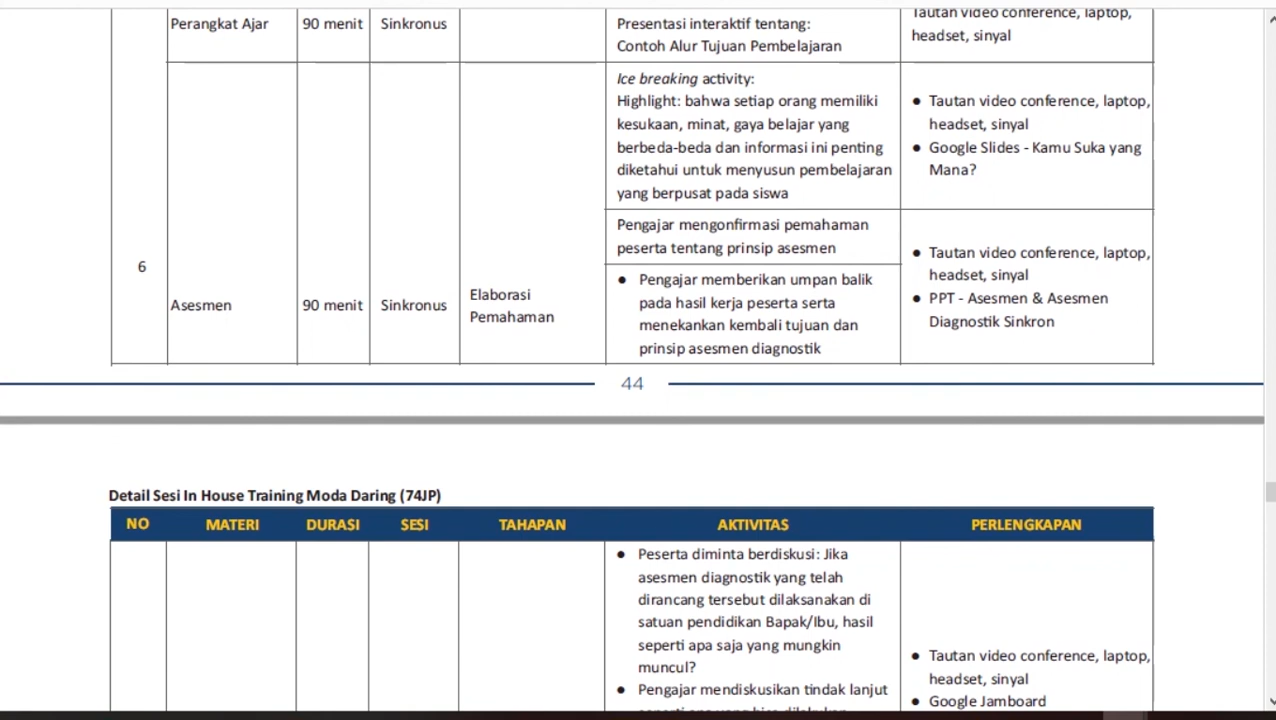 Perangkat Ajar
90 menit
Sinkronus
Presentasi interaktif tentang:
Contoh Alur Tujuan Pembelajaran
Tautan video conference, laptop,
headset, sinyal
6
Asesmen
90 menit
Sinkronus
Elaborasi
Pemahaman
Ice breaking activity:
Highlight: bahwa setiap orang memiliki
kesukaan, minat, gaya belajar yang
berbeda-beda dan informasi ini penting
diketahui untuk menyusun pembelajaran
yang berpusat pada siswa
● Tautan video conference, laptop,
headset, sinyal
● Google Slides - Kamu Suka yang
Mana?
Pengajar mengonfirmasi pemahaman
peserta tentang prinsip asesmen
● Pengajar memberikan umpan balik
pada hasil kerja peserta serta
menekankan kembali tujuan dan
prinsip asesmen diagnostik
● Tautan video conference, laptop,
headset, sinyal
● PPT - Asesmen & Asesmen
Diagnostik Sinkron
44
Detail Sesi In House Training Moda Daring (74JP)
NO MATERI DURASI SESI TAHAPAN AKTIVITAS PERLENGKAPAN
● Peserta diminta berdiskusi: Jika
asesmen diagnostik yang telah
dirancang tersebut dilaksanakan di
satuan pendidikan Bapak/Ibu, hasil
seperti apa saja yang mungkin
muncul?
● Pengajar mendiskusikan tindak lanjut
● Tautan video conference, laptop,
headset, sinyal
● Google Jamboard